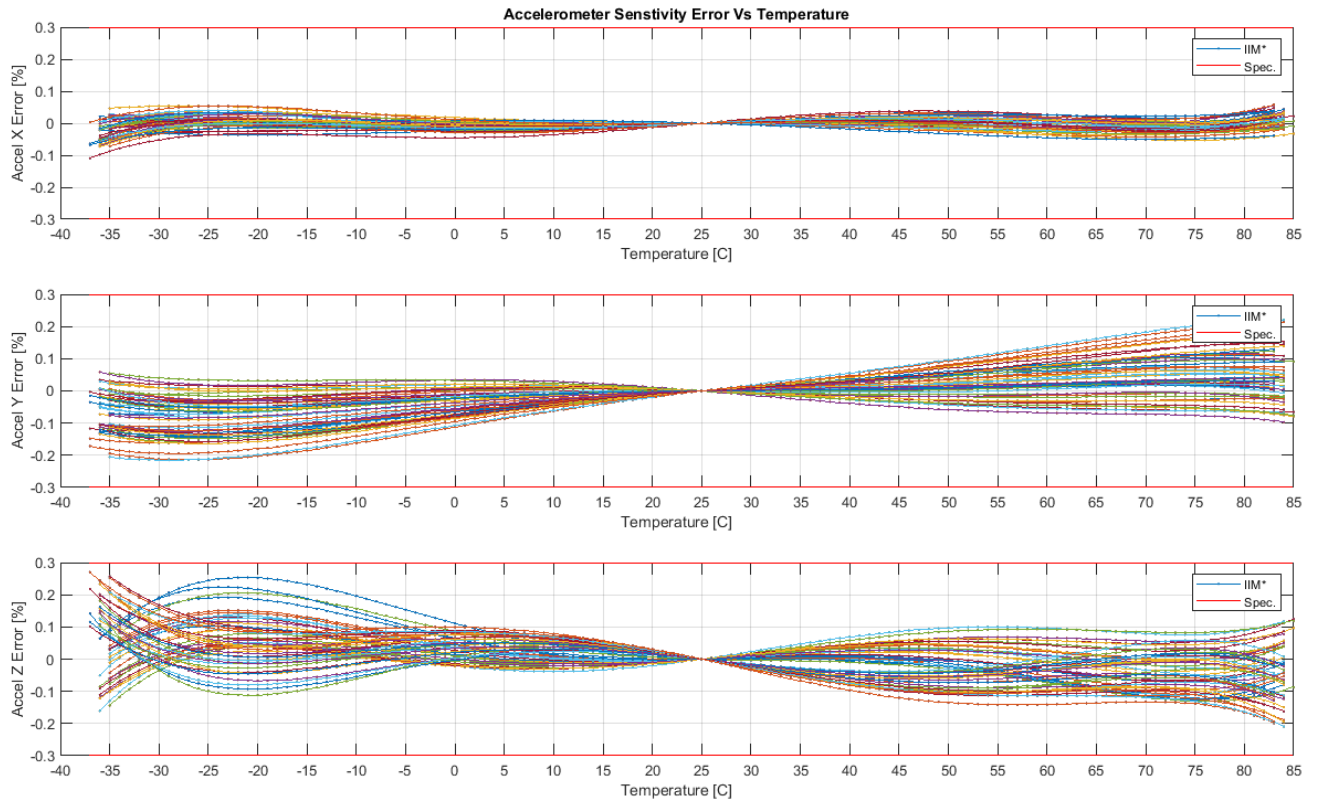 Accelerometer Senstivity Error Vs Temperature
0.3
0.2
0.1
0
-0.1
-0.2
-0.3
Accel X Error [%]
IIM*
Spec.
-40 -35 -30 -25 -20 -15 -10 -5 0 5 10 15 20 25 30 35 40 45 50 55 60 65 70 75 80 85
Temperature [C]
0.3
0.2
0.1
0
-0.1
-0.2
-0.3
Accel Y Error [%]
IIM*
Spec.
-40 -35 -30 -25 -20 -15 -10 -5 0 5 10 15 20 25 30 35 40 45 50 55 60 65 70 75 80 85
Temperature [C]
0.3
0.2
0.1
0
-0.1
-0.2
-0.3
Accel Z Error [%]
IIM*
Spec.
-40 -35 -30 -25 -20 -15 -10 -5 0 5 10 15 20 25 30 35 40 45 50 55 60 65 70 75 80 85
Temperature [C]